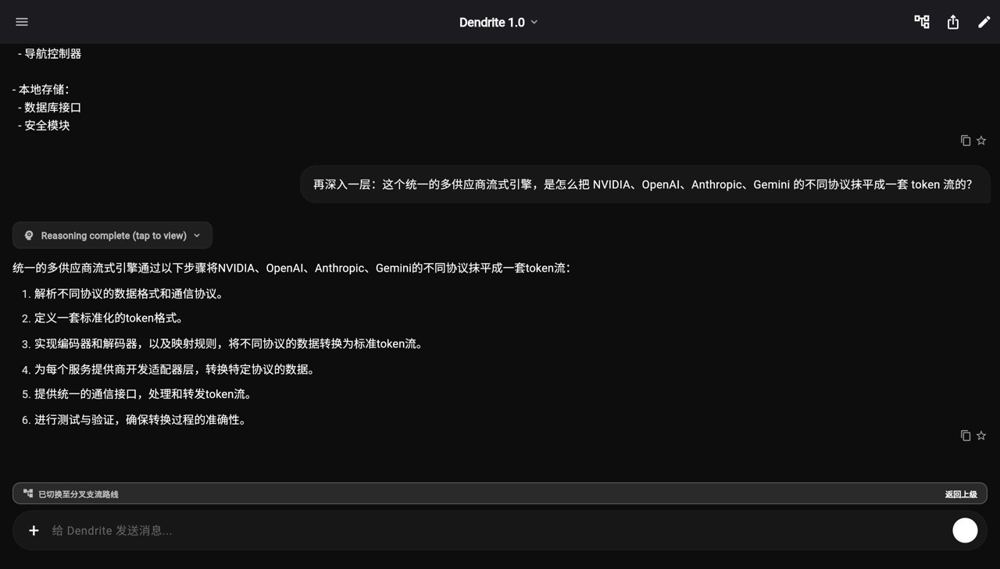 Dendrite 1.0
- 导航控制器
- 本地存储：
- 数据库接口
- 安全模块
再深入一层：这个统一的多供应商流式引擎，是怎么把 NVIDIA、OpenAI、Anthropic、Gemini 的不同协议抹平成一套 token 流的？
Reasoning complete (tap to view)
统一的多供应商流式引擎通过以下步骤将NVIDIA、OpenAI、Anthropic、Gemini的不同协议抹平成一套token流：
1. 解析不同协议的数据格式和通信协议。
2. 定义一套标准化的token格式。
3. 实现编码器和解码器，以及映射规则，将不同协议的数据转换为标准token流。
4. 为每个服务提供商开发适配器层，转换特定协议的数据。
5. 提供统一的通信接口，处理和转发token流。
6. 进行测试与验证，确保转换过程的准确性。
已切换至分叉支流路线
返回上级
给 Dendrite 发送消息...